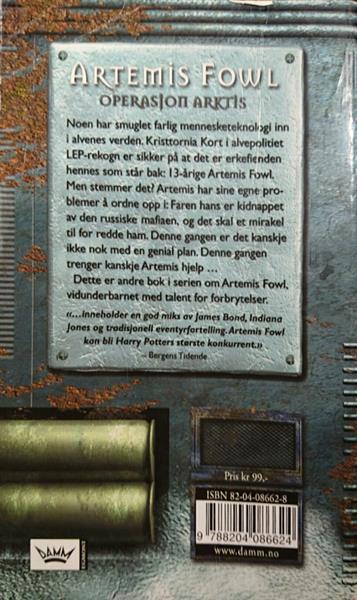 ARTEMIS FOWL
OPERASJON ARKTIS
Noen har smuglet farlig mennesketeknologi inn
i alvenes verden. Kristtornia Kort i alvepolitiet
LEP-rekogn er sikker på at det er erkefienden
hennes som står bak: 13-årige Artemis Fowl.
Men stemmer det? Artemis har sine egne pro-
blemer å ordne opp i: Faren hans er kidnappet
av den russiske mafiaen, og det skal et mirakel
til for redde ham. Denne gangen er det kanskje
ikke nok med en genial plan. Denne gangen
trenger kanskje Artemis hjelp ...
Dette er andre bok i serien om Artemis Fowl,
vidunderbarnet med talent for forbrytelser.
«...inneholder en god miks av James Bond, Indiana
Jones og tradisjonell eventyrfortelling. Artemis Fowl
kan bli Harry Potters største konkurrent.»
– Bergens Tidende
Pris kr 99,-
ISBN 82-04-08662-8
9 788204 086624
www.damm.no
DAMM